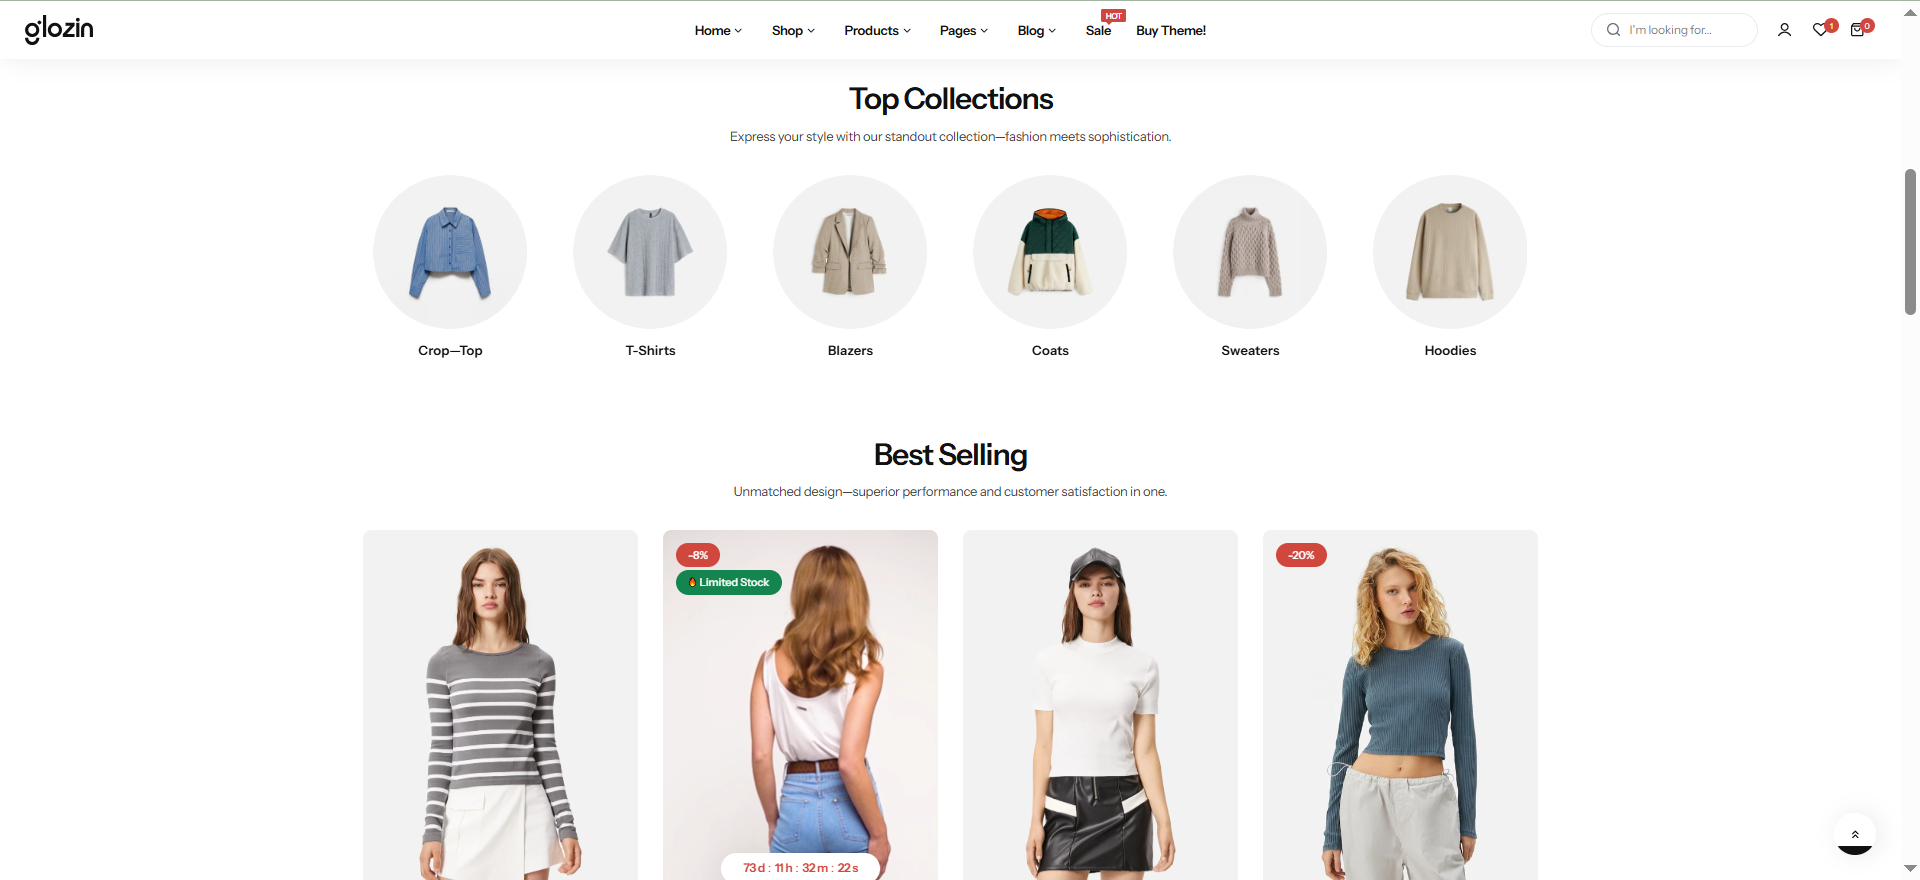 glozin
Home
Shop
Products
Pages
Blog
Sale
HOT
Buy Theme!
I'm looking for...
1
0
Top Collections
Express your style with our standout collection—fashion meets sophistication.
Crop—Top
T-Shirts
Blazers
Coats
Sweaters
Hoodies
Best Selling
Unmatched design—superior performance and customer satisfaction in one.
-8%
Limited Stock
-20%
73d : 11h : 32m : 22s